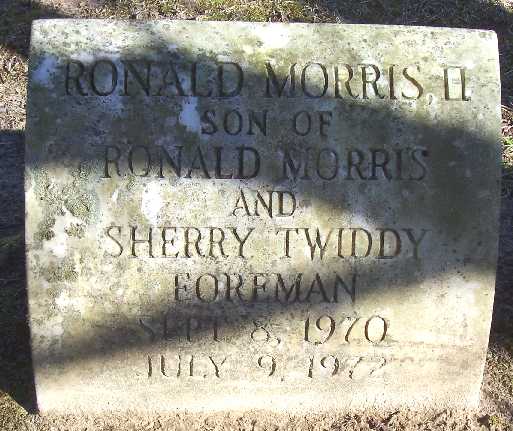 RONALD MORRIS, II
SON OF
RONALD MORRIS
AND
SHERRY TWIDDY
FOREMAN
SEPT 8, 1970
JULY 9, 1972